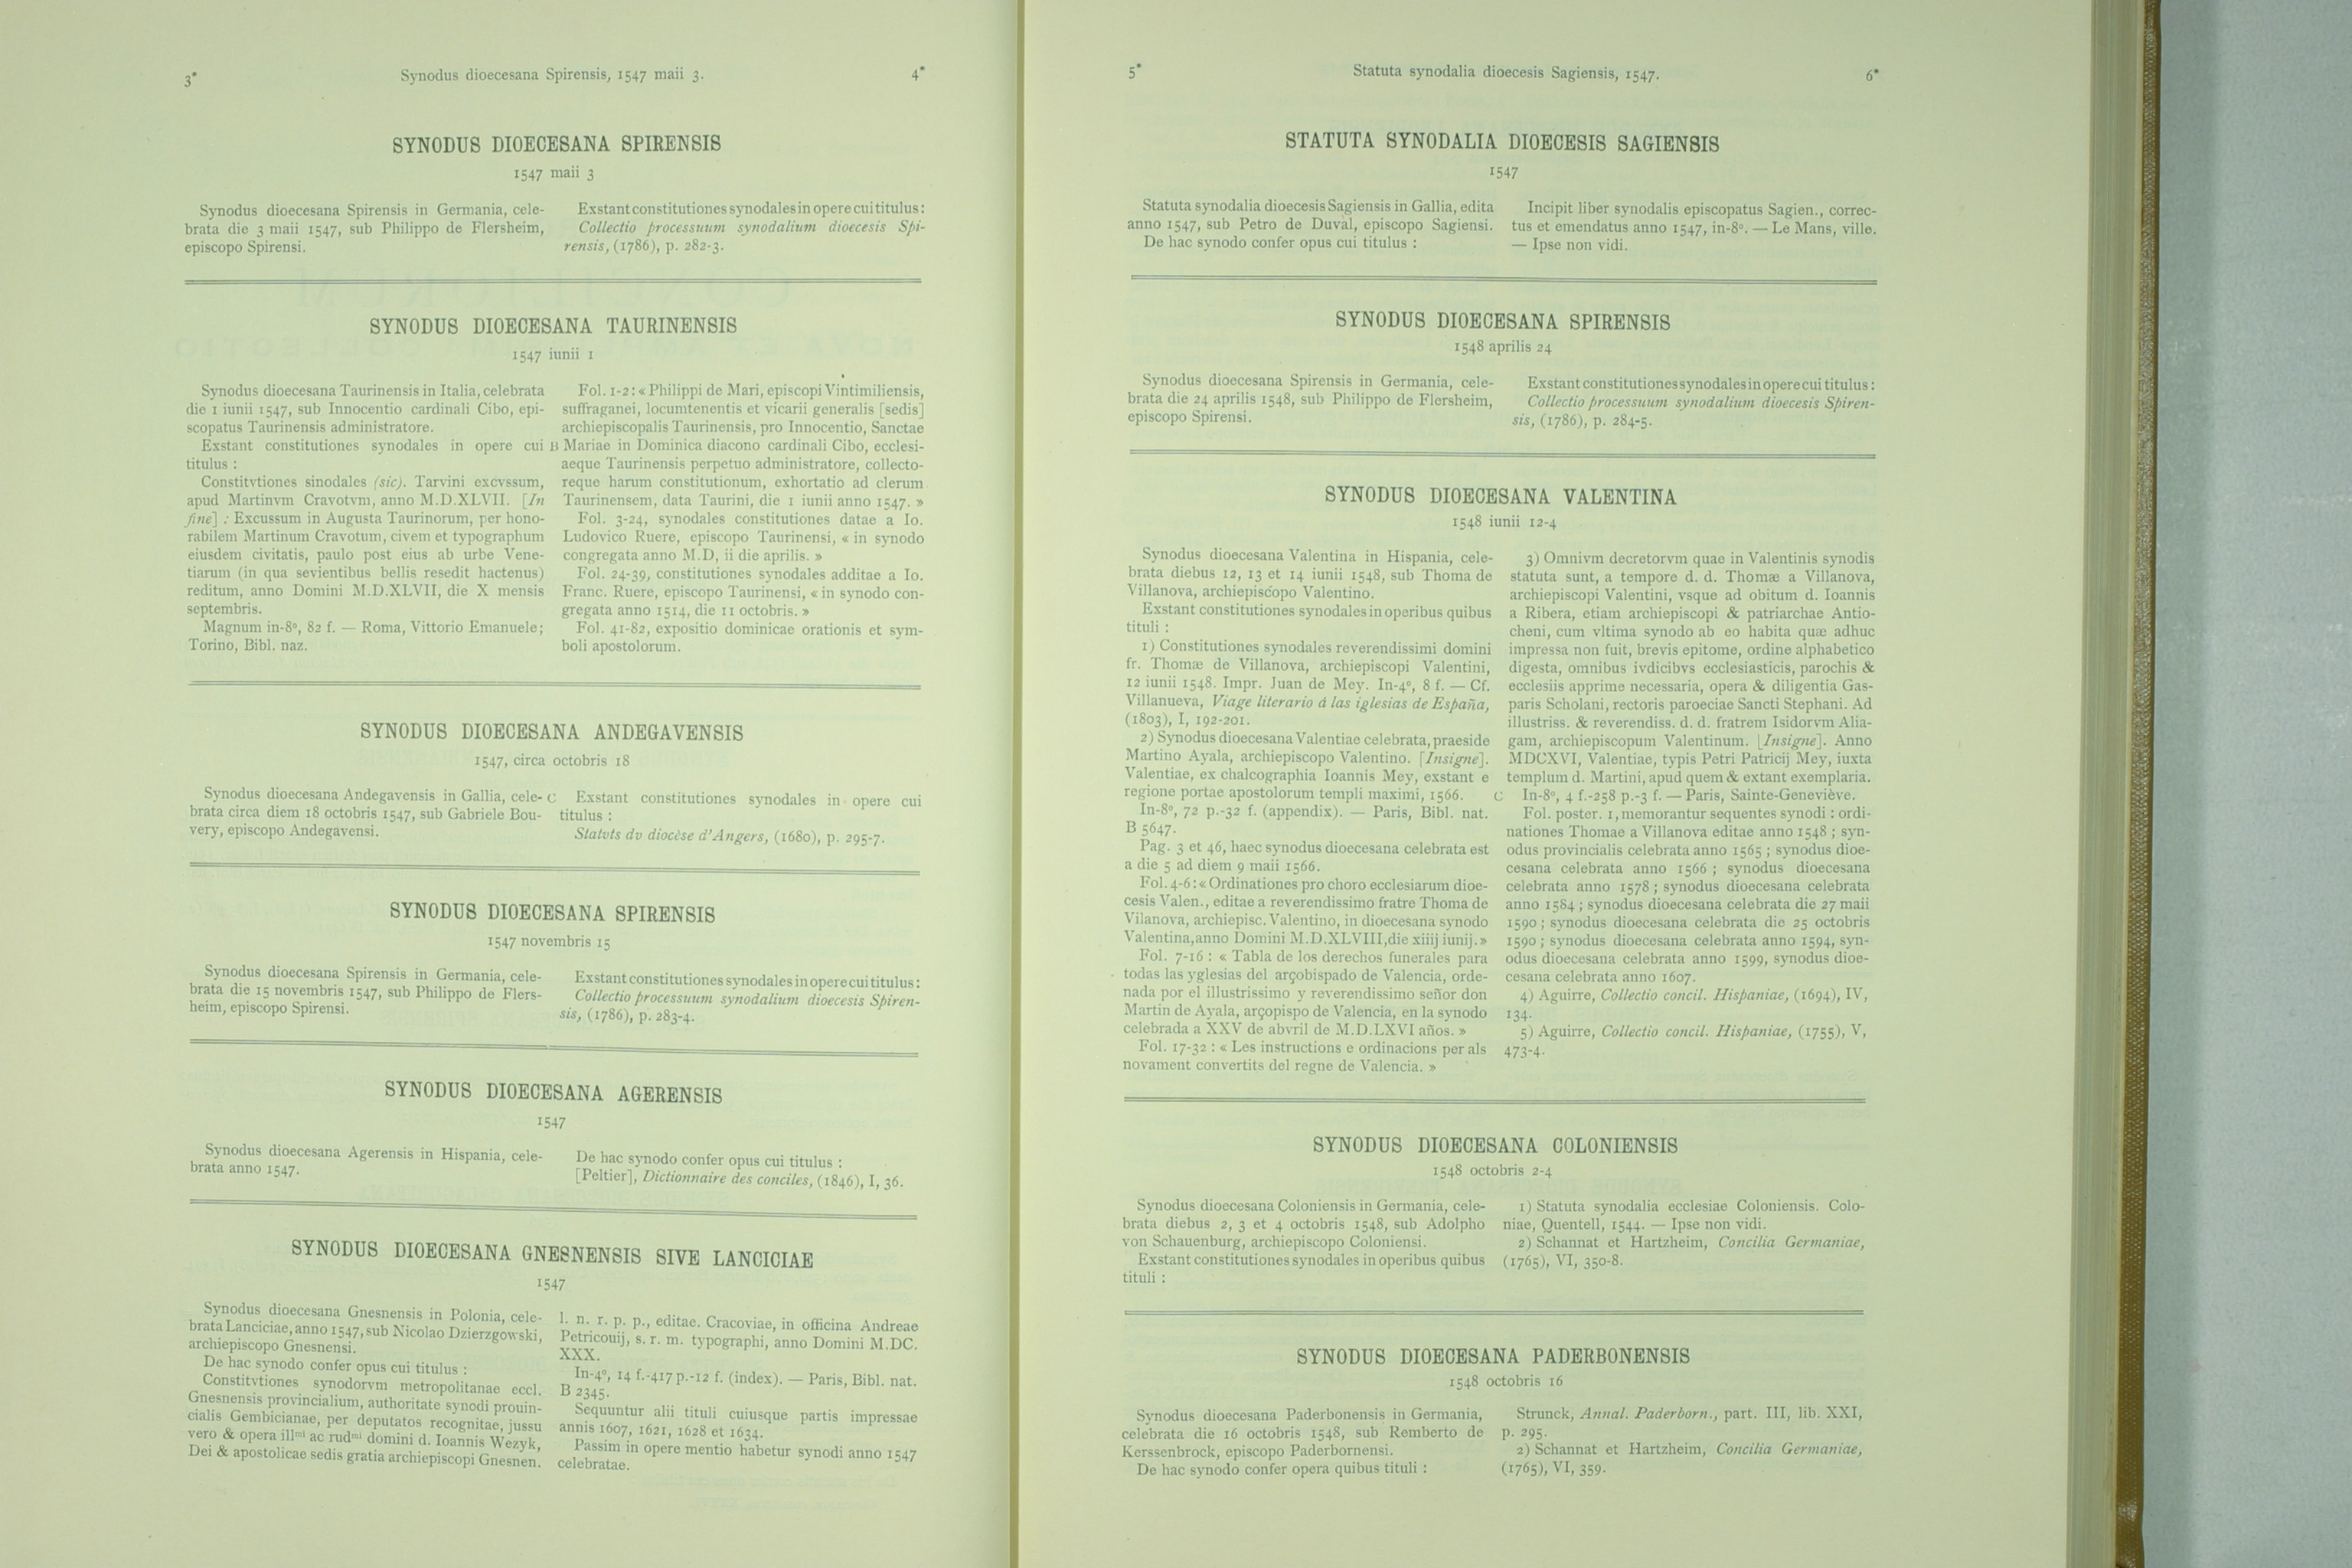 3*
Synodus dioecesana Spirensis, 1547 maii 3.
4*
SYNODUS DIOECESANA SPIRENSIS
1547 maii 3
Synodus dioecesana Spirensis in Germania, cele-
brata die 3 maii 1547, sub Philippo de Flersheim,
episcopo Spirensi.
Exstant constitutiones synodales in opere cui titulus :
Collectio processuum synodalium dioecesis Spi-
rensis, (1786), p. 282-3.
SYNODUS DIOECESANA TAURINENSIS
1547 iunii 1
Synodus dioecesana Taurinensis in Italia, celebrata
die 1 iunii 1547, sub Innocentio cardinali Cibo, epi-
scopatus Taurinensis administratore.
Exstant constitutiones synodales in opere cui
titulus :
Constitvtiones sinodales (sic). Tarvini excvssum,
apud Martinvm Cravotvm, anno M.D.XLVII. [In
fine] : Excussum in Augusta Taurinorum, per hono-
rabilem Martinum Cravotum, civem et typographum
eiusdem civitatis, paulo post eius ab urbe Vene-
tiarum (in qua sevientibus bellis resedit hactenus)
reditum, anno Domini M.D.XLVII, die X mensis
septembris.
Magnum in-8º, 82 f. — Roma, Vittorio Emanuele;
Torino, Bibl. naz.
Fol. 1-2 : « Philippi de Mari, episcopi Vintimiliensis,
suffraganei, locumtenentis et vicarii generalis [sedis]
archiepiscopalis Taurinensis, pro Innocentio, Sanctae
B Mariae in Dominica diacono cardinali Cibo, ecclesi-
aeque Taurinensis perpetuo administratore, collecto-
reque harum constitutionum, exhortatio ad clerum
Taurinensem, data Taurini, die 1 iunii anno 1547. »
Fol. 3-24, synodales constitutiones datae a Io.
Ludovico Ruere, episcopo Taurinensi, « in synodo
congregata anno M.D, ii die aprilis. »
Fol. 24-39, constitutiones synodales additae a Io.
Franc. Ruere, episcopo Taurinensi, « in synodo con-
gregata anno 1514, die 11 octobris. »
Fol. 41-82, expositio dominicae orationis et sym-
boli apostolorum.
SYNODUS DIOECESANA ANDEGAVENSIS
1547, circa octobris 18
Synodus dioecesana Andegavensis in Gallia, cele-
brata circa diem 18 octobris 1547, sub Gabriele Bou-
very, episcopo Andegavensi.
C Exstant constitutiones synodales in opere cui
titulus :
Statvts dv diocèse d'Angers, (1680), p. 295-7.
SYNODUS DIOECESANA SPIRENSIS
1547 novembris 15
Synodus dioecesana Spirensis in Germania, cele-
brata die 15 novembris 1547, sub Philippo de Flers-
heim, episcopo Spirensi.
Exstant constitutiones synodales in opere cui titulus :
Collectio processuum synodalium dioecesis Spiren-
sis, (1786), p. 283-4.
SYNODUS DIOECESANA AGERENSIS
1547
Synodus dioecesana Agerensis in Hispania, cele-
brata anno 1547.
De hac synodo confer opus cui titulus :
[Peltier], Dictionnaire des conciles, (1846), I, 36.
SYNODUS DIOECESANA GNESNENSIS SIVE LANCICIAE
1547
Synodus dioecesana Gnesnensis in Polonia, cele-
brata Lanciciae, anno 1547, sub Nicolao Dzierzgowski,
archiepiscopo Gnesnensi.
De hac synodo confer opus cui titulus :
Constitvtiones synodorvm metropolitanae eccl.
Gnesnensis provincialium, authoritate synodi prouin-
cialis Gembicianae, per deputatos recognitae, jussu
vero & opera illᵐⁱ ac rudᵐⁱ domini d. Ioannis Wezyk,
Dei & apostolicae sedis gratia archiepiscopi Gnesnen.
l. n. r. p. p., editae. Cracoviae, in officina Andreae
Petricouij, s. r. m. typographi, anno Domini M.DC.
XXX.
In-4º, 14 f.-417 p.-12 f. (index). — Paris, Bibl. nat.
B 2345.
Sequuntur alii tituli cuiusque partis impressae
annis 1607, 1621, 1628 et 1634.
Passim in opere mentio habetur synodi anno 1547
celebratae.
5*
Statuta synodalia dioecesis Sagiensis, 1547.
6*
STATUTA SYNODALIA DIOECESIS SAGIENSIS
1547
Statuta synodalia dioecesis Sagiensis in Gallia, edita
anno 1547, sub Petro de Duval, episcopo Sagiensi.
De hac synodo confer opus cui titulus :
Incipit liber synodalis episcopatus Sagien., correc-
tus et emendatus anno 1547, in-8º. — Le Mans, ville.
— Ipse non vidi.
SYNODUS DIOECESANA SPIRENSIS
1548 aprilis 24
Synodus dioecesana Spirensis in Germania, cele-
brata die 24 aprilis 1548, sub Philippo de Flersheim,
episcopo Spirensi.
Exstant constitutiones synodales in opere cui titulus :
Collectio processuum synodalium dioecesis Spiren-
sis, (1786), p. 284-5.
SYNODUS DIOECESANA VALENTINA
1548 iunii 12-4
Synodus dioecesana Valentina in Hispania, cele-
brata diebus 12, 13 et 14 iunii 1548, sub Thoma de
Villanova, archiepiscopo Valentino.
Exstant constitutiones synodales in operibus quibus
tituli :
1) Constitutiones synodales reverendissimi domini
fr. Thomæ de Villanova, archiepiscopi Valentini,
12 iunii 1548. Impr. Juan de Mey. In-4º, 8 f. — Cf.
Villanueva, Viage literario á las iglesias de España,
(1803), I, 192-201.
2) Synodus dioecesana Valentiae celebrata, praeside
Martino Ayala, archiepiscopo Valentino. [Insigne].
Valentiae, ex chalcographia Ioannis Mey, exstant e
regione portae apostolorum templi maximi, 1566.
In-8º, 72 p.-32 f. (appendix). — Paris, Bibl. nat.
B 5647.
Pag. 3 et 46, haec synodus dioecesana celebrata est
a die 5 ad diem 9 maii 1566.
Fol. 4-6 : « Ordinationes pro choro ecclesiarum dioe-
cesis Valen., editae a reverendissimo fratre Thoma de
Vilanova, archiepisc. Valentino, in dioecesana synodo
Valentina, anno Domini M.D.XLVIII, die xiiij iunij. »
Fol. 7-16 : « Tabla de los derechos funerales para
todas las yglesias del arçobispado de Valencia, orde-
nada por el illustrissimo y reverendissimo señor don
Martin de Ayala, arçopispo de Valencia, en la synodo
celebrada a XXV de abvril de M.D.LXVI años. »
Fol. 17-32 : « Les instructions e ordinacions per als
novament convertits del regne de Valencia. »
3) Omnivm decretorvm quae in Valentinis synodis
statuta sunt, a tempore d. d. Thomæ a Villanova,
archiepiscopi Valentini, vsque ad obitum d. Ioannis
a Ribera, etiam archiepiscopi & patriarchae Antio-
cheni, cum vltima synodo ab eo habita quæ adhuc
impressa non fuit, brevis epitome, ordine alphabetico
digesta, omnibus ivdicibvs ecclesiasticis, parochis &
ecclesiis apprime necessaria, opera & diligentia Gas-
paris Scholani, rectoris paroeciae Sancti Stephani. Ad
illustriss. & reverendiss. d. d. fratrem Isidorvm Alia-
gam, archiepiscopum Valentinum. [Insigne]. Anno
MDCXVI, Valentiae, typis Petri Patricij Mey, iuxta
templum d. Martini, apud quem & extant exemplaria.
C In-8º, 4 f.-258 p.-3 f. — Paris, Sainte-Geneviève.
Fol. poster. 1, memorantur sequentes synodi : ordi-
nationes Thomae a Villanova editae anno 1548 ; syn-
odus provincialis celebrata anno 1565 ; synodus dioe-
cesana celebrata anno 1566 ; synodus dioecesana
celebrata anno 1578 ; synodus dioecesana celebrata
anno 1584 ; synodus dioecesana celebrata die 27 maii
1590 ; synodus dioecesana celebrata die 25 octobris
1590 ; synodus dioecesana celebrata anno 1594, syn-
odus dioecesana celebrata anno 1599, synodus dioe-
cesana celebrata anno 1607.
4) Aguirre, Collectio concil. Hispaniae, (1694), IV,
134.
5) Aguirre, Collectio concil. Hispaniae, (1755), V,
473-4.
SYNODUS DIOECESANA COLONIENSIS
1548 octobris 2-4
Synodus dioecesana Coloniensis in Germania, cele-
brata diebus 2, 3 et 4 octobris 1548, sub Adolpho
von Schauenburg, archiepiscopo Coloniensi.
Exstant constitutiones synodales in operibus quibus
tituli :
1) Statuta synodalia ecclesiae Coloniensis. Colo-
niae, Quentell, 1544. — Ipse non vidi.
2) Schannat et Hartzheim, Concilia Germaniae,
(1765), VI, 350-8.
SYNODUS DIOECESANA PADERBONENSIS
1548 octobris 16
Synodus dioecesana Paderbonensis in Germania,
celebrata die 16 octobris 1548, sub Remberto de
Kerssenbrock, episcopo Paderbornensi.
De hac synodo confer opera quibus tituli :
Strunck, Annal. Paderborn., part. III, lib. XXI,
p. 295.
2) Schannat et Hartzheim, Concilia Germaniae,
(1765), VI, 359.